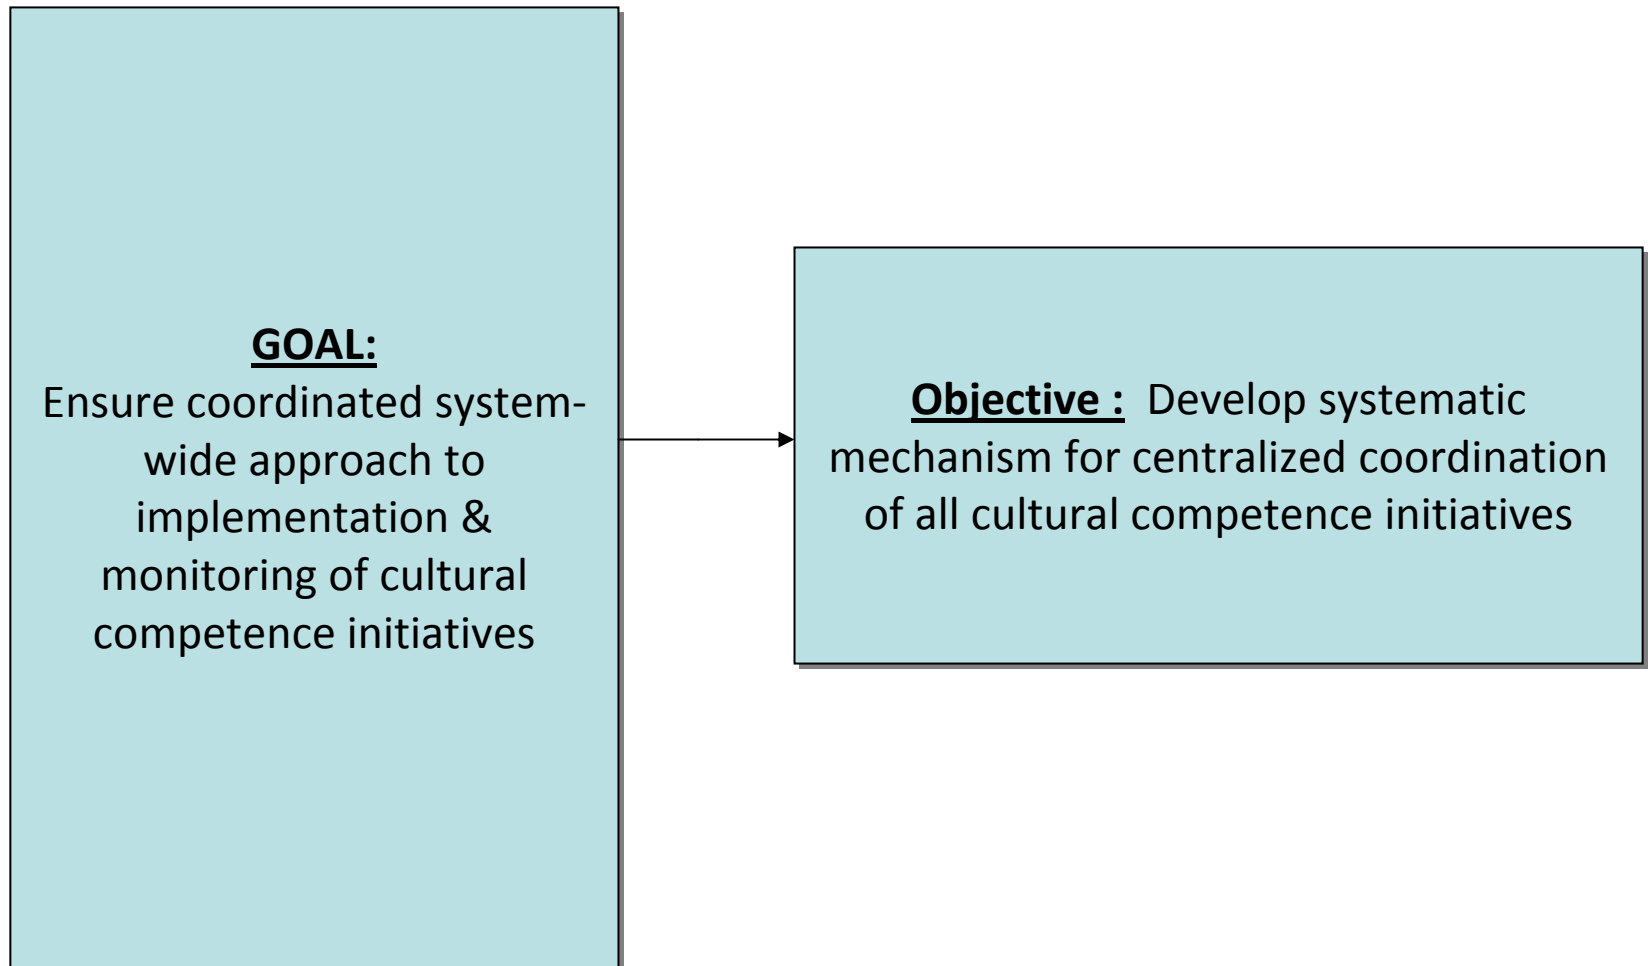 GOAL:
Ensure coordinated system-
wide approach to
implementation &
monitoring of cultural
competence initiatives
Objective :  Develop systematic
mechanism for centralized coordination
of all cultural competence initiatives